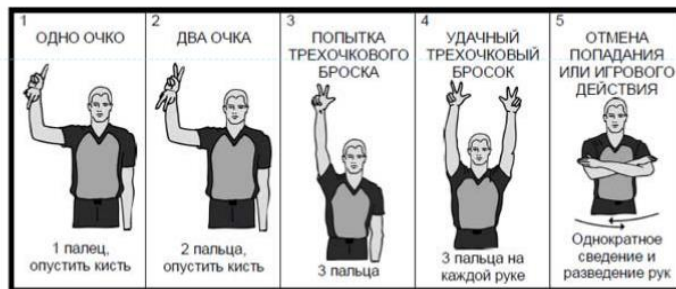 1
ОДНО ОЧКО
1 палец,
опустить кисть
2
ДВА ОЧКА
2 пальца,
опустить кисть
3
ПОПЫТКА
ТРЕХОЧКОВОГО
БРОСКА
3 пальца
4
УДАЧНЫЙ
ТРЕХОЧКОВЫЙ
БРОСОК
3 пальца на
каждой руке
5
ОТМЕНА
ПОПАДАНИЯ
ИЛИ ИГРОВОГО
ДЕЙСТВИЯ
Однократное
сведение и
разведение рук